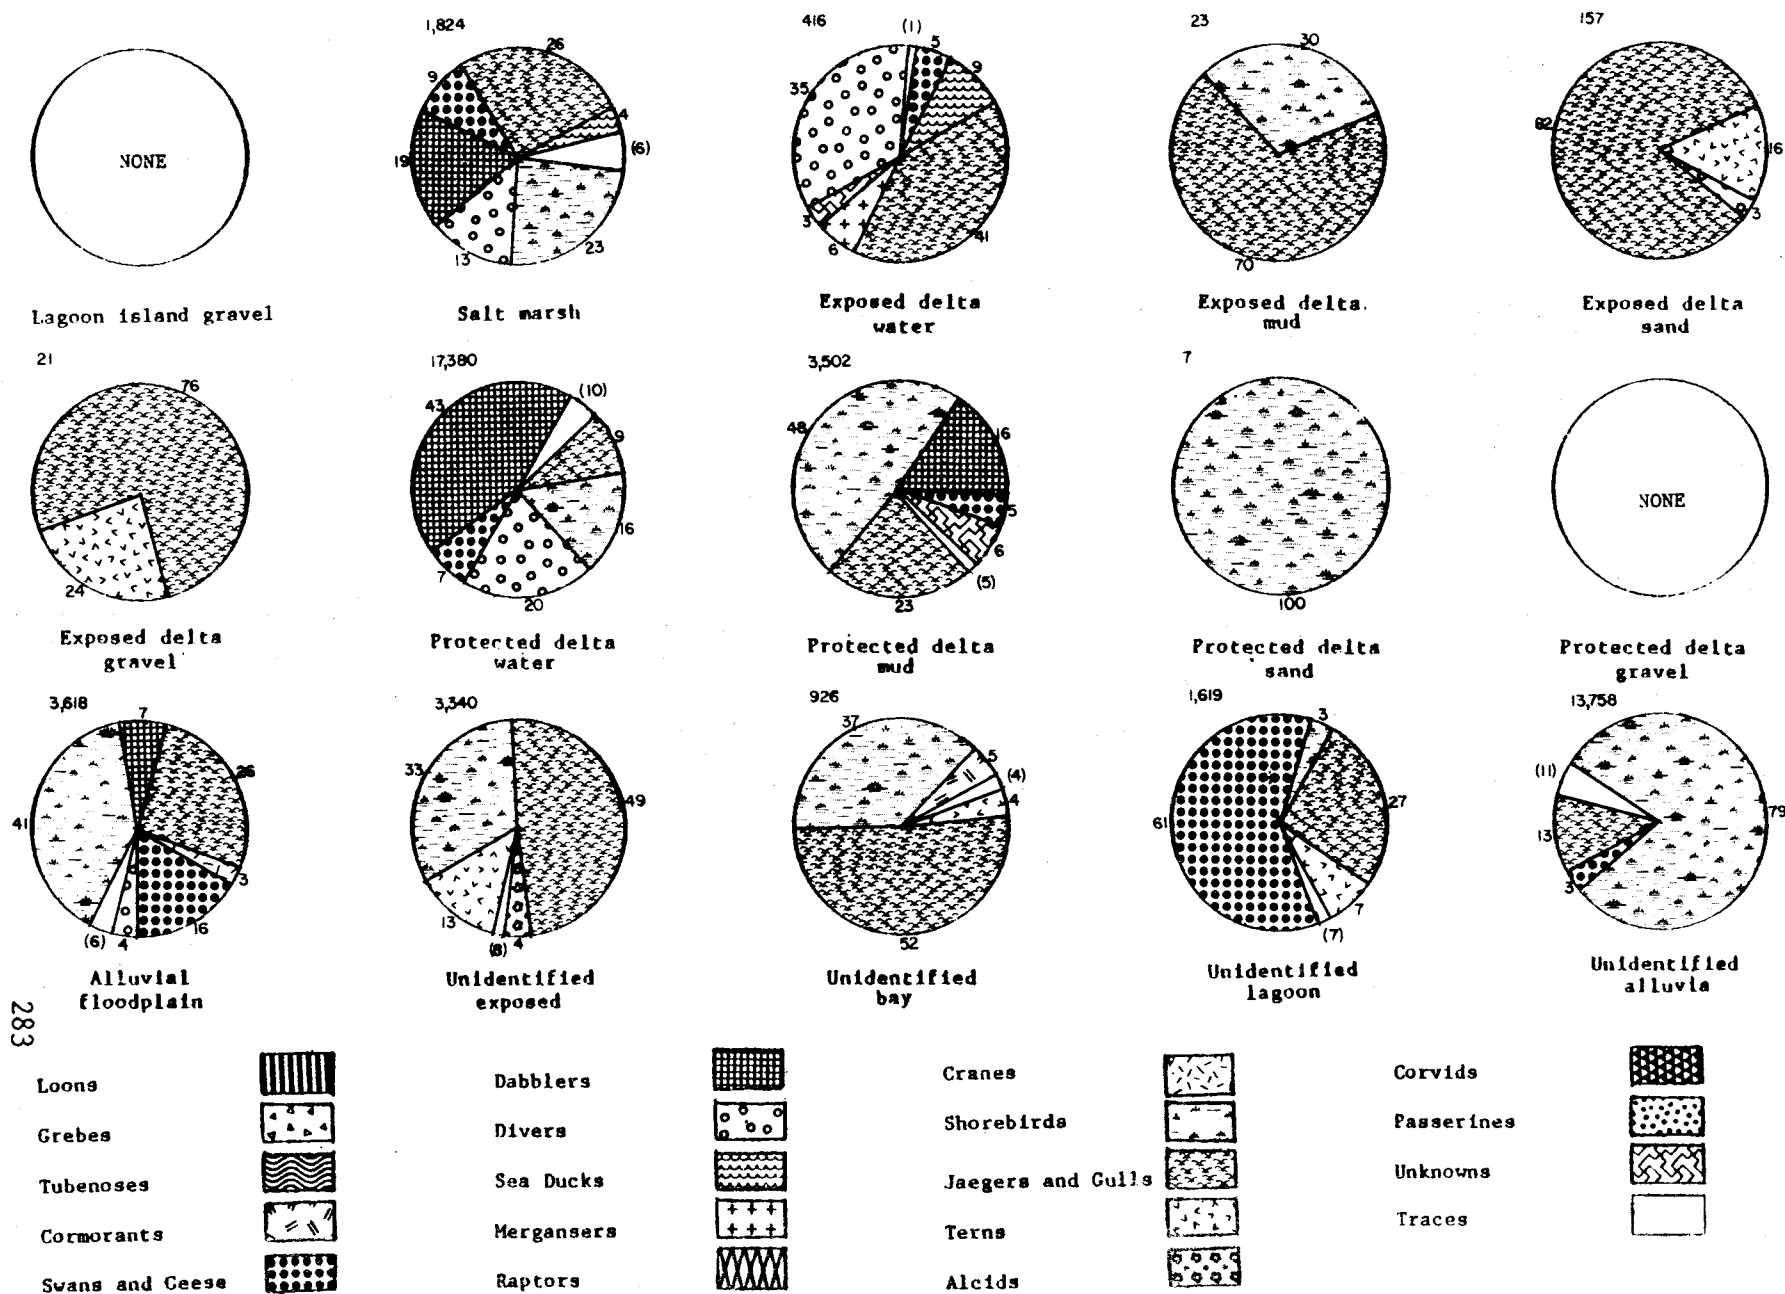 1,824
416
23
157
NONE
26
4
(6)
23
13
19
9
(1)
5
9
41
6
3
35
30
70
82
16
3
Lagoon island gravel
Salt marsh
Exposed delta
water
Exposed delta
mud
Exposed delta
sand
21
17,380
3,502
7
76
24
43
(10)
9
16
20
7
48
16
5
6
(5)
23
100
NONE
Exposed delta
gravel
Protected delta
water
Protected delta
mud
Protected delta
sand
Protected delta
gravel
3,618
3,340
926
1,619
13,758
7
26
3
16
4
(6)
41
33
49
4
(8)
13
37
5
(4)
4
52
3
27
7
(7)
61
(11)
79
13
3
Alluvial
floodplain
Unidentified
exposed
Unidentified
bay
Unidentified
lagoon
Unidentified
alluvia
283
Loons
Grebes
Tubenoses
Cormorants
Swans and Geese
Dabblers
Divers
Sea Ducks
Mergansers
Raptors
Cranes
Shorebirds
Jaegers and Gulls
Terns
Alcids
Corvids
Passerines
Unknowns
Traces